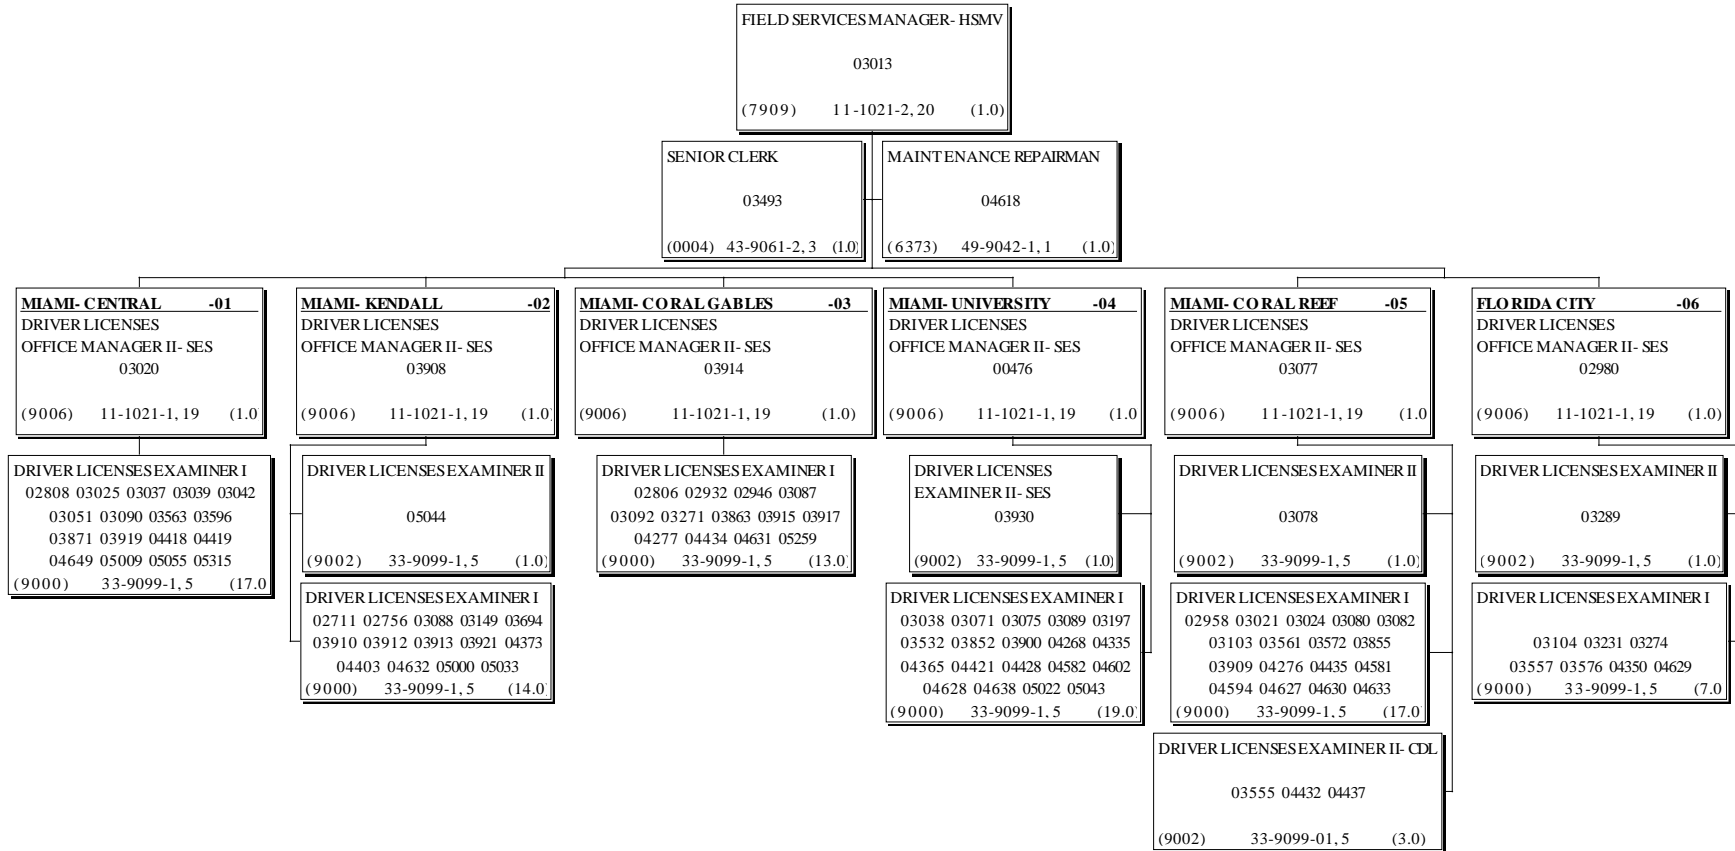 FIELD SERVICES MANAGER- HSMV
03013
(7909) 11-1021-2, 20 (1.0)
SENIOR CLERK
03493
(0004) 43-9061-2, 3 (1.0)
MAINTENANCE REPAIRMAN
04618
(6373) 49-9042-1, 1 (1.0)
MIAMI- CENTRAL -01
DRIVER LICENSES
OFFICE MANAGER II- SES
03020
(9006) 11-1021-1, 19 (1.0
MIAMI- KENDALL -02
DRIVER LICENSES
OFFICE MANAGER II- SES
03908
(9006) 11-1021-1, 19 (1.0
MIAMI- CORAL GABLES -03
DRIVER LICENSES
OFFICE MANAGER II- SES
03914
(9006) 11-1021-1, 19 (1.0)
MIAMI- UNIVERSITY -04
DRIVER LICENSES
OFFICE MANAGER II- SES
00476
(9006) 11-1021-1, 19 (1.0
MIAMI- CORAL REEF -05
DRIVER LICENSES
OFFICE MANAGER II- SES
03077
(9006) 11-1021-1, 19 (1.0
FLORIDA CITY -06
DRIVER LICENSES
OFFICE MANAGER II- SES
02980
(9006) 11-1021-1, 19 (1.0)
DRIVER LICENSES EXAMINER I
02808 03025 03037 03039 03042
03051 03090 03563 03596
03871 03919 04418 04419
04649 05009 05055 05315
(9000) 33-9099-1, 5 (17.0
DRIVER LICENSES EXAMINER II
05044
(9002) 33-9099-1, 5 (1.0)
DRIVER LICENSES EXAMINER I
02711 02756 03088 03149 03694
03910 03912 03913 03921 04373
04403 04632 05000 05033
(9000) 33-9099-1, 5 (14.0)
DRIVER LICENSES EXAMINER I
02806 02932 02946 03087
03092 03271 03863 03915 03917
04277 04434 04631 05259
(9000) 33-9099-1, 5 (13.0)
DRIVER LICENSES
EXAMINER II- SES
03930
(9002) 33-9099-1, 5 (1.0)
DRIVER LICENSES EXAMINER I
03038 03071 03075 03089 03197
03532 03852 03900 04268 04335
04365 04421 04428 04582 04602
04628 04638 05022 05043
(9000) 33-9099-1, 5 (19.0)
DRIVER LICENSES EXAMINER II
03078
(9002) 33-9099-1, 5 (1.0)
DRIVER LICENSES EXAMINER I
02958 03021 03024 03080 03082
03103 03561 03572 03855
03909 04276 04435 04581
04594 04627 04630 04633
(9000) 33-9099-1, 5 (17.0)
DRIVER LICENSES EXAMINER II- CDL
03555 04432 04437
(9002) 33-9099-01, 5 (3.0)
DRIVER LICENSES EXAMINER II
03289
(9002) 33-9099-1, 5 (1.0)
DRIVER LICENSES EXAMINER I
03104 03231 03274
03557 03576 04350 04629
(9000) 33-9099-1, 5 (7.0